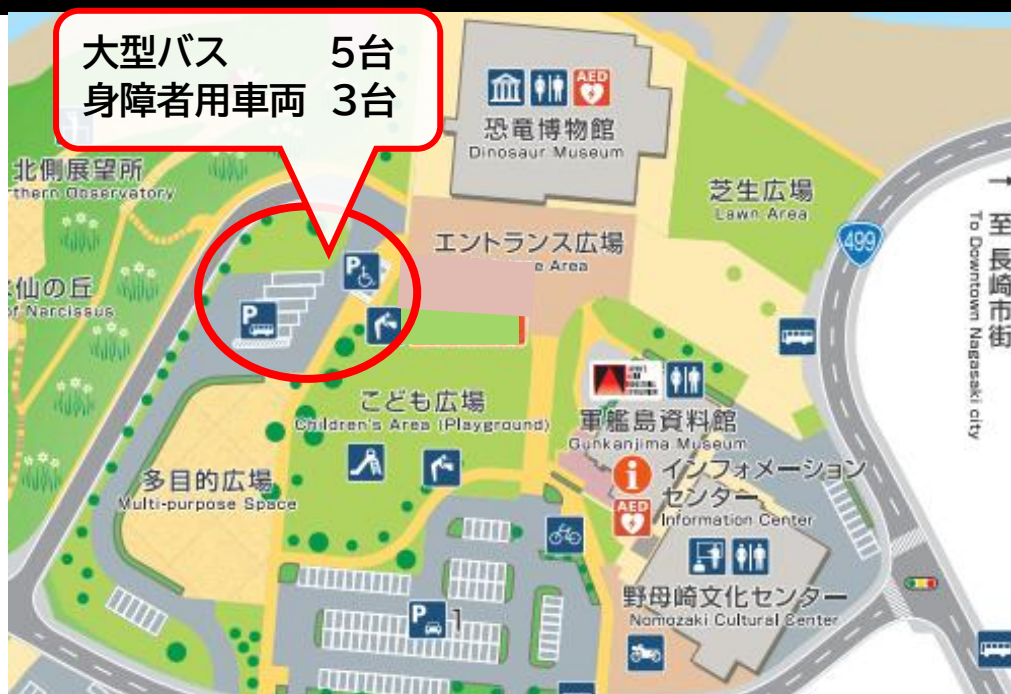 大型バス 5台
身障者用車両 3台
恐竜博物館
Dinosaur Museum
AED
北側展望所
rthern Observatory
芝生広場
Lawn Area
エントランス広場
e Area
499
→ 至 長崎市街
To Downtown Nagasaki city
仙の丘
of Narcissus
P
P
こども広場
Children's Area (Playground)
軍艦島資料館
Gunkanjima Museum
多目的広場
Multi-purpose Space
i インフォメーション
センター
Information Center
AED
野母崎文化センター
Nomozaki Cultural Center
P 1